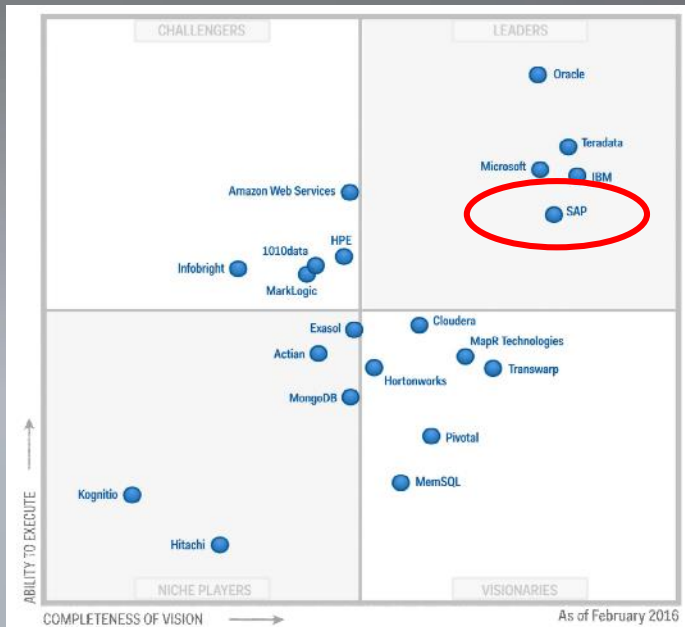 CHALLENGERS
LEADERS
Oracle
Teradata
Microsoft
IBM
Amazon Web Services
SAP
HPE
1010data
Infobright
MarkLogic
Exasol
Cloudera
Actian
MapR Technologies
Hortonworks
Transwarp
MongoDB
Pivotal
MemSQL
Kognitio
Hitachi
NICHE PLAYERS
VISIONARIES
ABILITY TO EXECUTE
COMPLETENESS OF VISION
As of February 2016